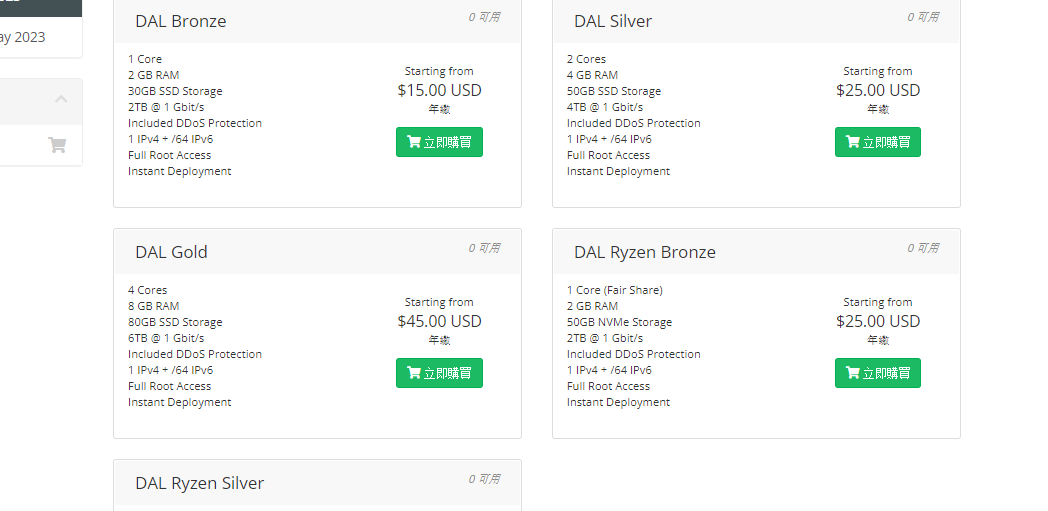 ay 2023
DAL Bronze
0 可用
1 Core
2 GB RAM
30GB SSD Storage
2TB @ 1 Gbit/s
Included DDoS Protection
1 IPv4 + /64 IPv6
Full Root Access
Instant Deployment
Starting from
$15.00 USD
年繳
立即購買
DAL Silver
0 可用
2 Cores
4 GB RAM
50GB SSD Storage
4TB @ 1 Gbit/s
Included DDoS Protection
1 IPv4 + /64 IPv6
Full Root Access
Instant Deployment
Starting from
$25.00 USD
年繳
立即購買
DAL Gold
0 可用
4 Cores
8 GB RAM
80GB SSD Storage
6TB @ 1 Gbit/s
Included DDoS Protection
1 IPv4 + /64 IPv6
Full Root Access
Instant Deployment
Starting from
$45.00 USD
年繳
立即購買
DAL Ryzen Bronze
0 可用
1 Core (Fair Share)
2 GB RAM
50GB NVMe Storage
2TB @ 1 Gbit/s
Included DDoS Protection
1 IPv4 + /64 IPv6
Full Root Access
Instant Deployment
Starting from
$25.00 USD
年繳
立即購買
DAL Ryzen Silver
0 可用